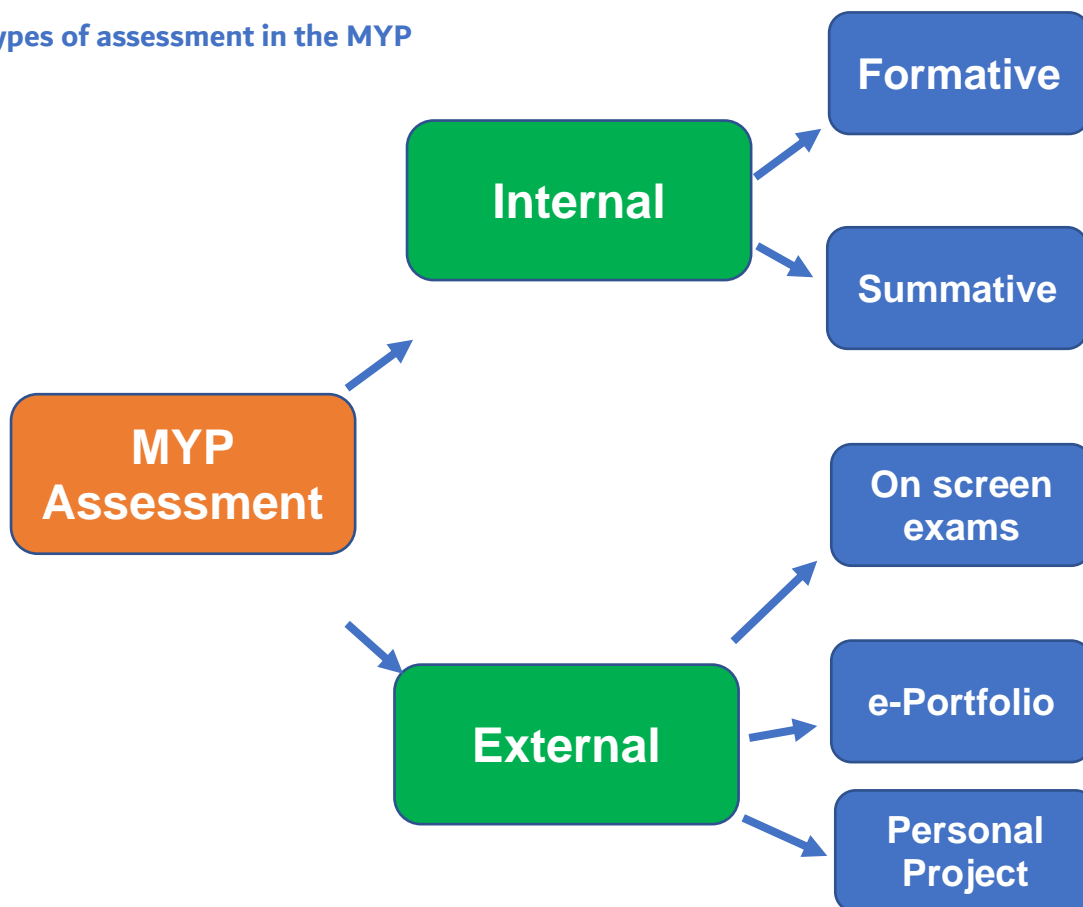 ypes of assessment in the MYP
Formative
Internal
Summative
MYP
Assessment
On screen
exams
e-Portfolio
External
Personal
Project